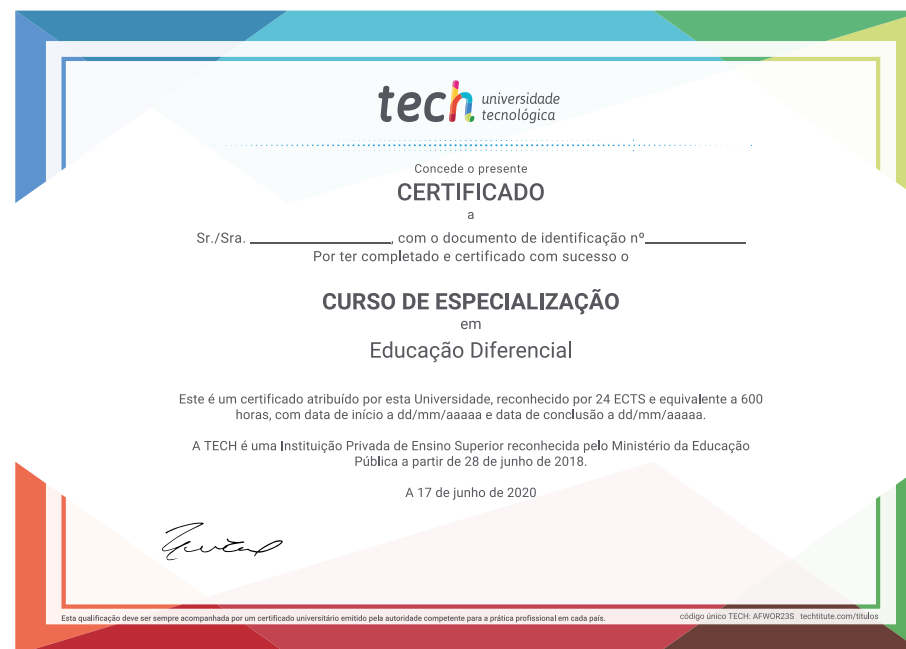 tech universidade
tecnológica
Concede o presente
CERTIFICADO
a
Sr./Sra. ____________, com o documento de identificação nº____________
Por ter completado e certificado com sucesso o
CURSO DE ESPECIALIZAÇÃO
em
Educação Diferencial
Este é um certificado atribuído por esta Universidade, reconhecido por 24 ECTS e equivalente a 600
horas, com data de início a dd/mm/aaaaa e data de conclusão a dd/mm/aaaaa.
A TECH é uma Instituição Privada de Ensino Superior reconhecida pelo Ministério da Educação
Pública a partir de 28 de junho de 2018.
A 17 de junho de 2020
Esta qualificação deve ser sempre acompanhada por um certificado universitário emitido pela autoridade competente para a prática profissional em cada país.
código único TECH: AFWOR23S techtitute.com/titulos